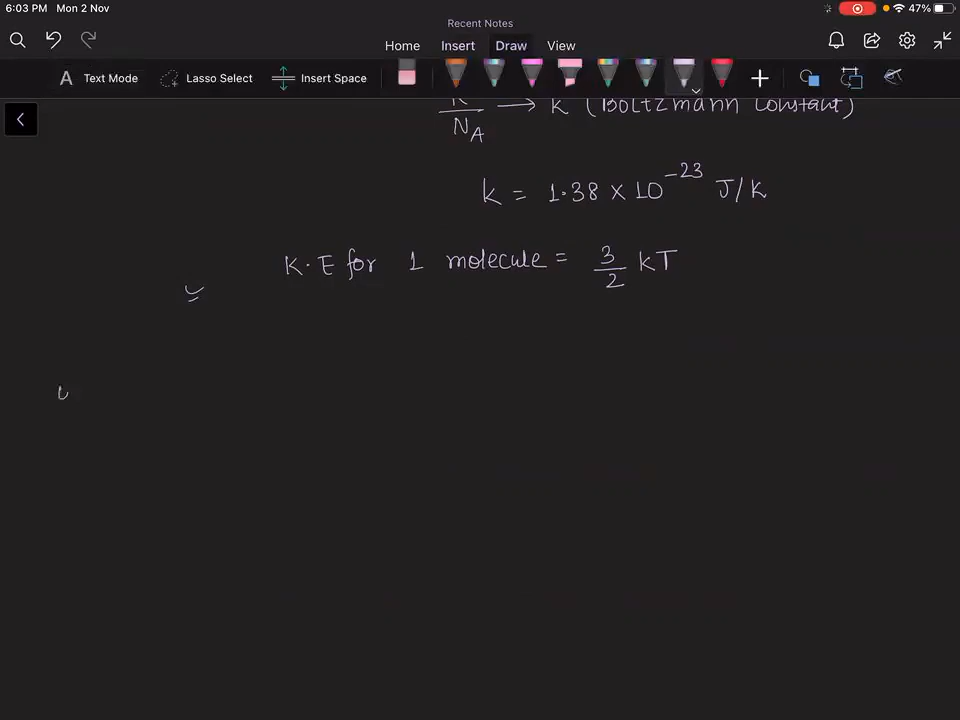 6:03 PM Mon 2 Nov
47%
Recent Notes
Home Insert Draw View
Text Mode Lasso Select Insert Space
R/N_A → k (Boltzmann Constant)
k = 1.38 × 10^-23 J/K
K.E for 1 molecule = 3/2 kT